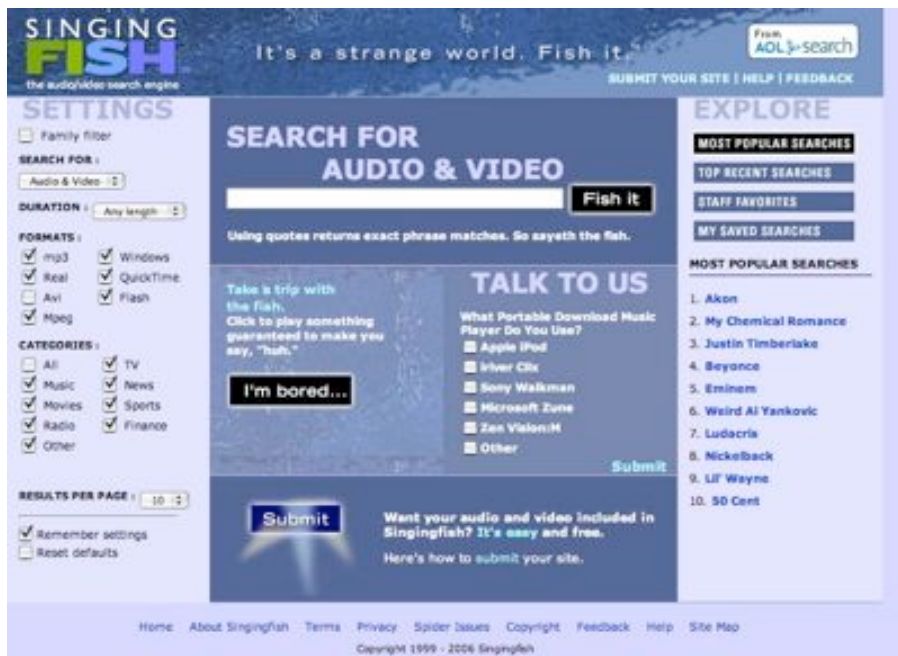 SINGING
FISH
the audio/video search engine
It's a strange world. Fish it.
From
AOL search
SUBMIT YOUR SITE | HELP | FEEDBACK
SETTINGS
Family filter
SEARCH FOR :
Audio & Video
DURATION : Any length
FORMATS :
mp3 Windows
Real QuickTime
Avi Flash
Mpeg
CATEGORIES :
All TV
Music News
Movies Sports
Radio Finance
Other
RESULTS PER PAGE : 10
Remember settings
Reset defaults
SEARCH FOR
AUDIO & VIDEO
Fish it
Using quotes returns exact phrase matches. So sayeth the fish.
Take a trip with
the fish.
Click to play something
guaranteed to make you
say, "huh."
I'm bored...
TALK TO US
What Portable Download Music
Player Do You Use?
Apple iPod
iriver Clix
Sony Walkman
Microsoft Zune
Zen Vision:M
Other
Submit
Submit
Want your audio and video included in
Singingfish? It's easy and free.
Here's how to submit your site.
EXPLORE
MOST POPULAR SEARCHES
TOP RECENT SEARCHES
STAFF FAVORITES
MY SAVED SEARCHES
MOST POPULAR SEARCHES
1. Akon
2. My Chemical Romance
3. Justin Timberlake
4. Beyonce
5. Eminem
6. Weird Al Yankovic
7. Ludacris
8. Nickelback
9. Lil' Wayne
10. 50 Cent
Home About Singingfish Terms Privacy Spider Issues Copyright Feedback Help Site Map
Copyright 1999 - 2006 Singingfish